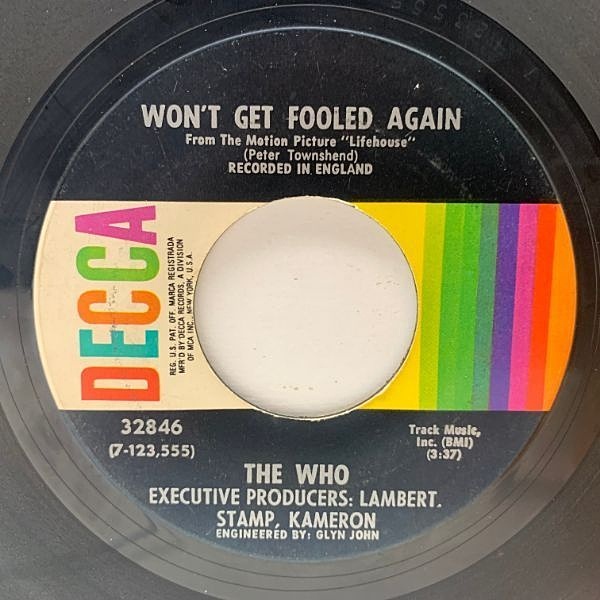 WON'T GET FOOLED AGAIN
From The Motion Picture "Lifehouse"
(Peter Townshend)
RECORDED IN ENGLAND
DECCA
REG. U.S. PAT. OFF. MARCA REGISTRADA
MFR'D BY DECCA RECORDS, A DIVISION
OF MCA INC., NEW YORK, U.S.A.
32846
(7-123,555)
Track Music,
Inc. (BMI)
(3:37)
THE WHO
EXECUTIVE PRODUCERS: LAMBERT.
STAMP, KAMERON
ENGINEERED BY: GLYN JOHN